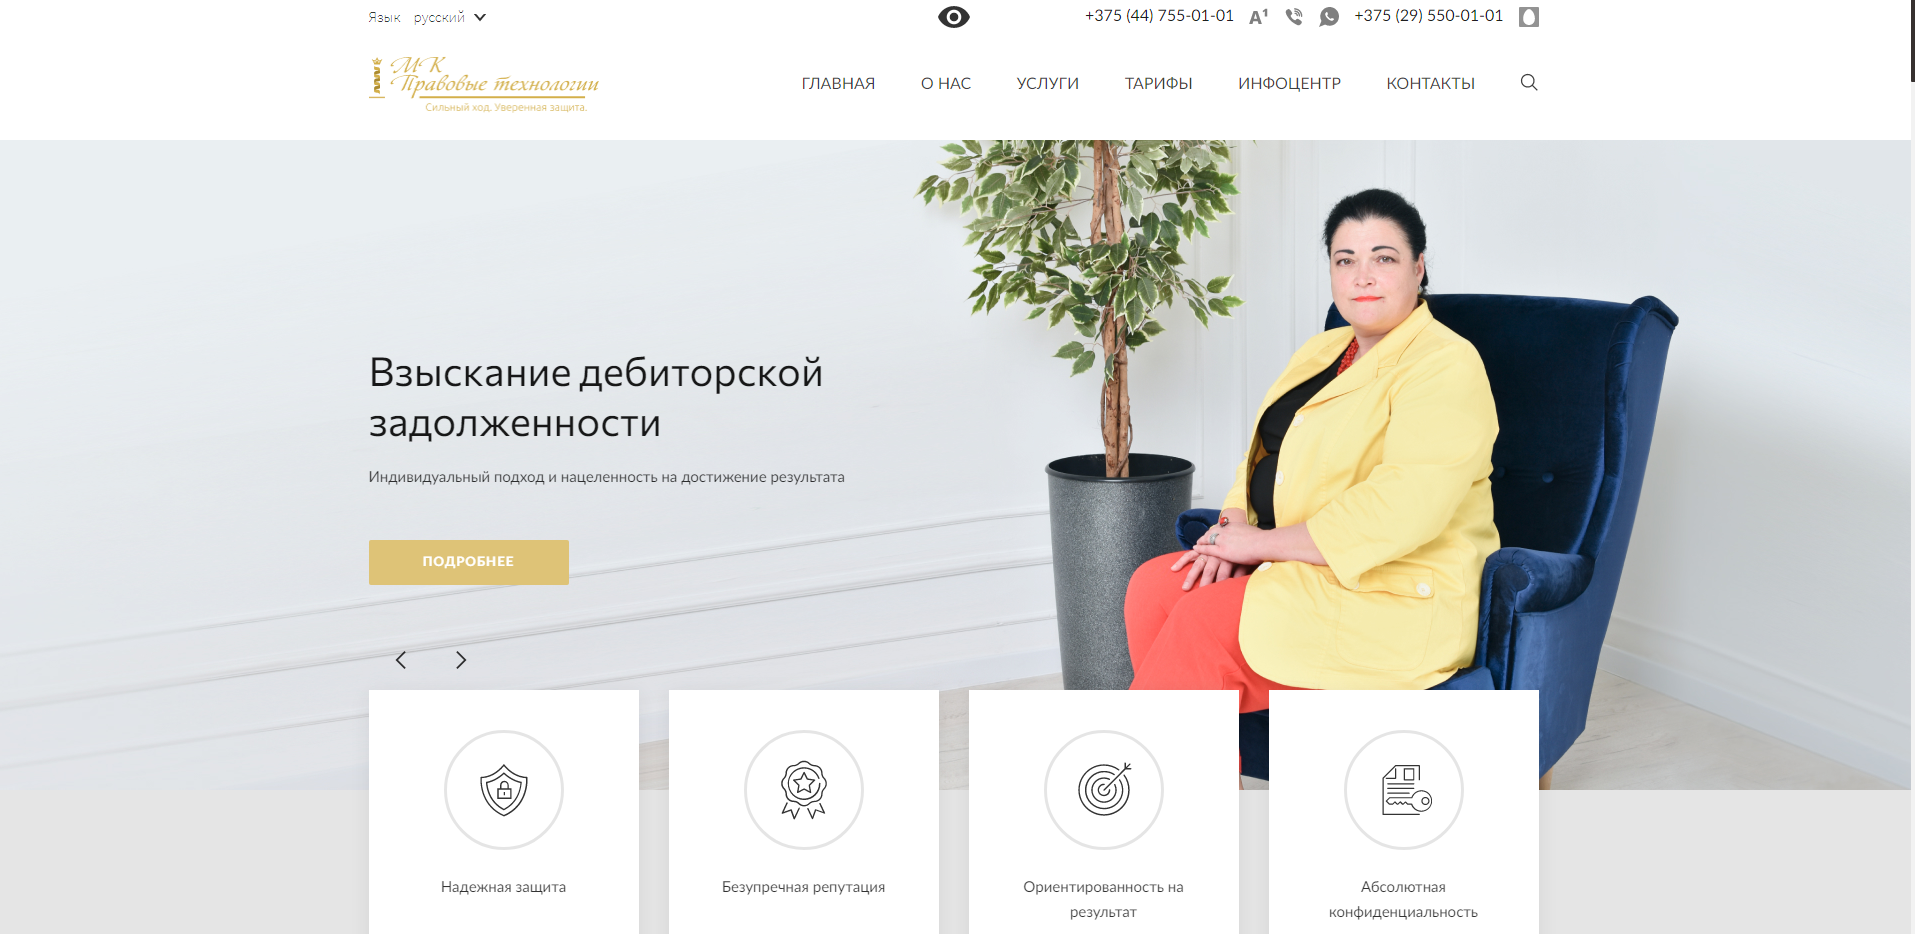 Язык русский
+375 (44) 755-01-01 A1 +375 (29) 550-01-01
МК
Правовые технологии
Сильный ход. Уверенная защита.
ГЛАВНАЯ О НАС УСЛУГИ ТАРИФЫ ИНФОЦЕНТР КОНТАКТЫ
Взыскание дебиторской
задолженности
Индивидуальный подход и нацеленность на достижение результата
ПОДРОБНЕЕ
Надежная защита
Безупречная репутация
Ориентированность на
результат
Абсолютная
конфиденциальность